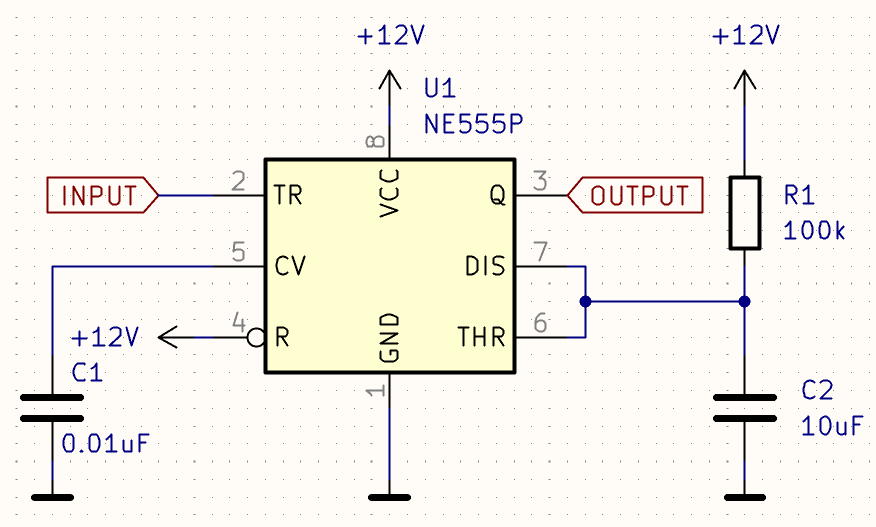 +12V
+12V
U1
NE555P
8
INPUT
2
TR
VCC
Q
3
OUTPUT
R1
100k
5
CV
DIS
7
+12V
4
R
GND
THR
6
C1
1
C2
10uF
0.01uF